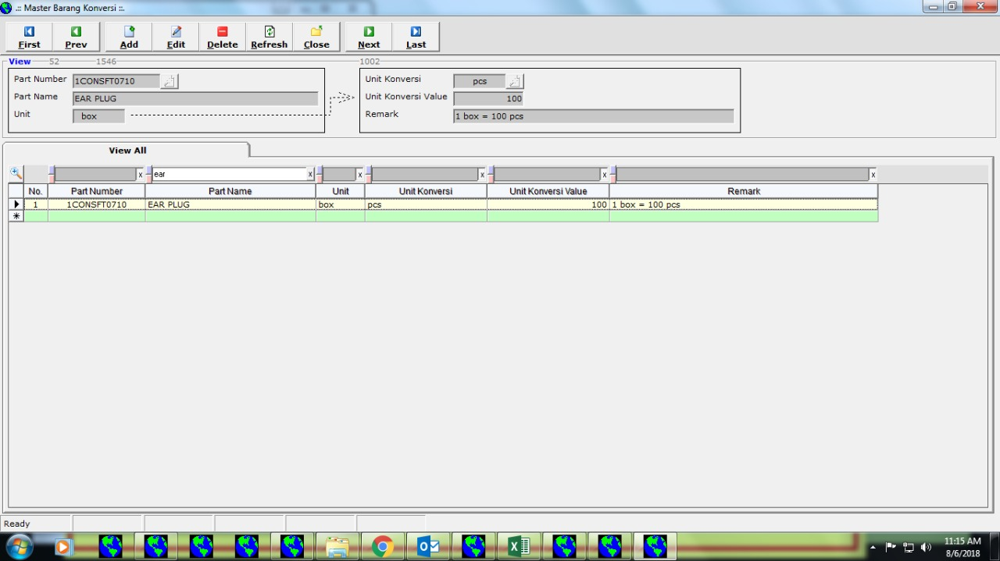 .:: Master Barang Konversi ::.
First Prev Add Edit Delete Refresh Close Next Last
View 52 1546 1002
Part Number 1CONSFT0710
Part Name EAR PLUG
Unit box
Unit Konversi pcs
Unit Konversi Value 100
Remark 1 box = 100 pcs
View All
x ear x x x x x
No. Part Number Part Name Unit Unit Konversi Unit Konversi Value Remark
1 1CONSFT0710 EAR PLUG box pcs 100 1 box = 100 pcs
Ready
11:15 AM
8/6/2018